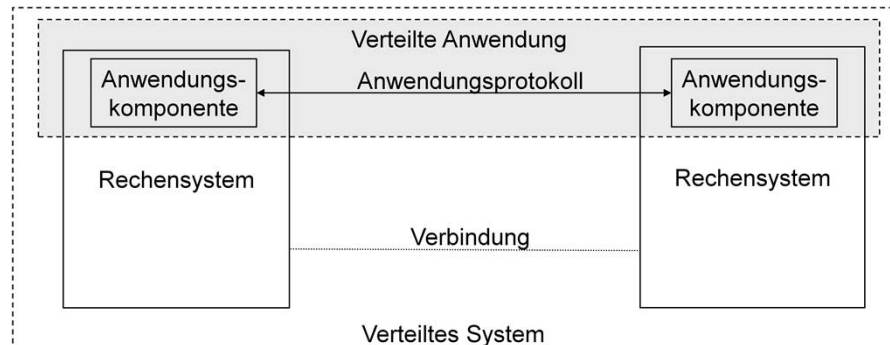 Verteilte Anwendung
Anwendungs-
komponente
Anwendungsprotokoll
Anwendungs-
komponente
Rechensystem
Rechensystem
Verbindung
Verteiltes System